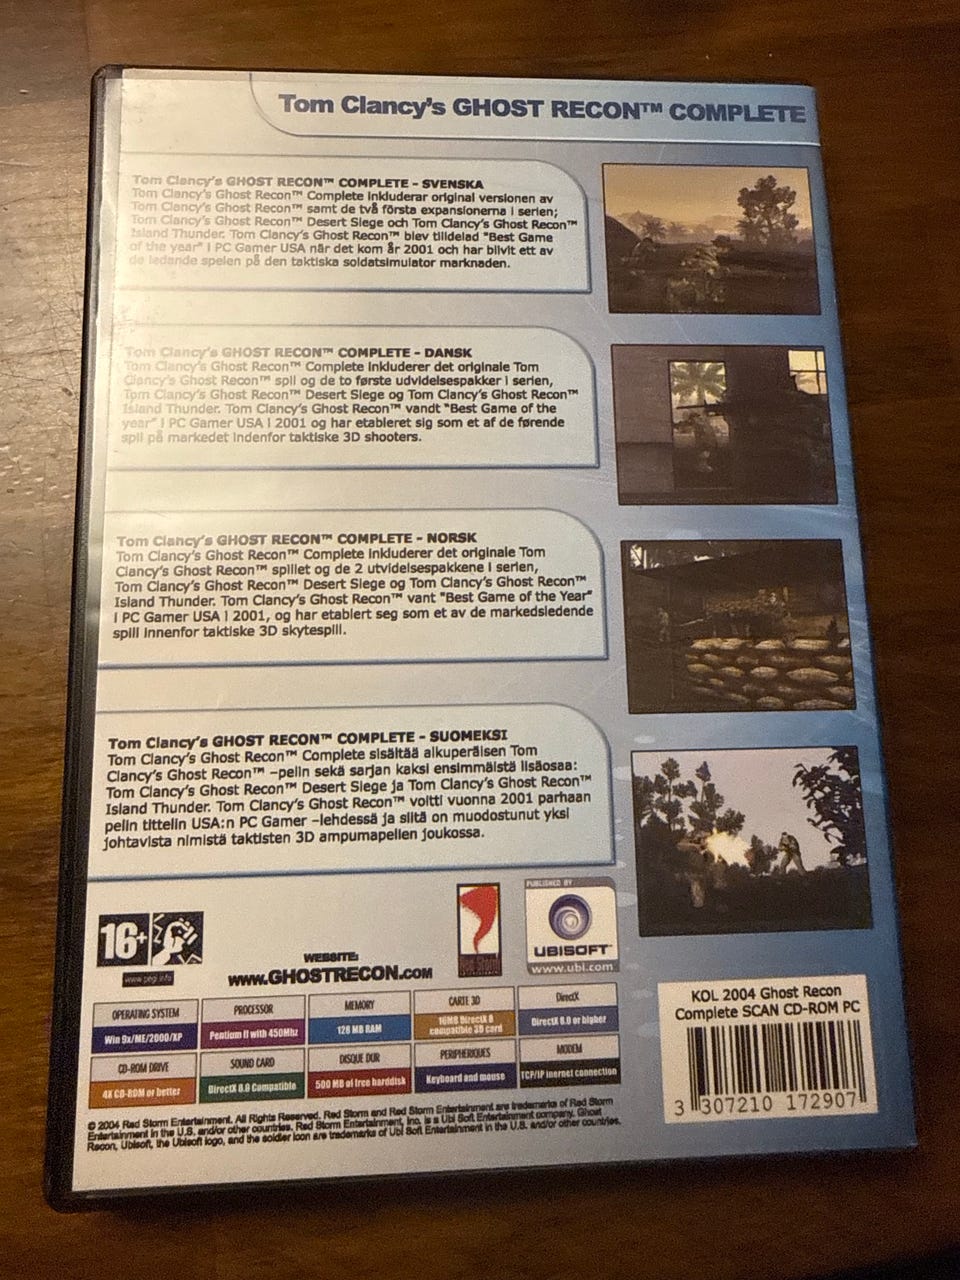 Tom Clancy's GHOST RECON™ COMPLETE
Tom Clancy's GHOST RECON™ COMPLETE - SVENSKA
Tom Clancy's Ghost Recon™ Complete inkluderar original versionen av
Tom Clancy's Ghost Recon™ samt de två första expansionerna i serien;
Tom Clancy's Ghost Recon™ Desert Siege och Tom Clancy's Ghost Recon™
Island Thunder. Tom Clancy's Ghost Recon™ blev tilldelad "Best Game
of the year" i PC Gamer USA när det kom år 2001 och har blivit ett av
de ledande spelen på den taktiska soldatsimulator marknaden.
Tom Clancy's GHOST RECON™ COMPLETE - DANSK
Tom Clancy's Ghost Recon™ Complete inkluderer det originale Tom
Clancy's Ghost Recon™ spil og de to første udvidelsespakker i serien,
Tom Clancy's Ghost Recon™ Desert Siege og Tom Clancy's Ghost Recon™
Island Thunder. Tom Clancy's Ghost Recon™ vandt "Best Game of the
year" i PC Gamer USA i 2001 og har etableret sig som et af de førende
spil på markedet indenfor taktiske 3D shooters.
Tom Clancy's GHOST RECON™ COMPLETE - NORSK
Tom Clancy's Ghost Recon™ Complete inkluderer det originale Tom
Clancy's Ghost Recon™ spillet og de 2 utvidelsespakkene i serien,
Tom Clancy's Ghost Recon™ Desert Siege og Tom Clancy's Ghost Recon™
Island Thunder. Tom Clancy's Ghost Recon™ vant "Best Game of the Year"
i PC Gamer USA i 2001, og har etablert seg som et av de markedsledende
spill innenfor taktiske 3D skytespill.
Tom Clancy's GHOST RECON™ COMPLETE - SUOMEKSI
Tom Clancy's Ghost Recon™ Complete sisältää alkuperäisen Tom
Clancy's Ghost Recon™ –pelin sekä sarjan kaksi ensimmäistä lisäosaa:
Tom Clancy's Ghost Recon™ Desert Siege ja Tom Clancy's Ghost Recon™
Island Thunder. Tom Clancy's Ghost Recon™ voitti vuonna 2001 parhaan
pelin tittelin USA:n PC Gamer –lehdessä ja siitä on muodostunut yksi
johtavista nimistä taktisten 3D ampumapelien joukossa.
16+
www.pegi.info
WEBSITE:
www.GHOSTRECON.com
Red Storm
PUBLISHED BY
UBISOFT
www.ubi.com
OPERATING SYSTEM
Win 9x/ME/2000/XP
PROCESSOR
Pentium II with 450Mhz
MEMORY
128 MB RAM
CARTE 3D
16MB DirectX 8
compatible 3D card
DirectX
DirectX 8.0 or higher
CD-ROM DRIVE
4X CD-ROM or better
SOUND CARD
DirectX 8.0 Compatible
DISQUE DUR
500 MB of free harddisk
PERIPHERIQUES
Keyboard and mouse
MODEM
TCP/IP inernet connection
© 2004 Red Storm Entertainment. All Rights Reserved. Red Storm and Red Storm Entertainment are trademarks of Red Storm
Entertainment in the U.S. and/or other countries. Red Storm Entertainment, Inc. is a Ubi Soft Entertainment company. Ghost
Recon, Ubisoft, the Ubisoft logo, and the soldier icon are trademarks of Ubi Soft Entertainment in the U.S. and/or other countries.
KOL 2004 Ghost Recon
Complete SCAN CD-ROM PC
3 307210 172907